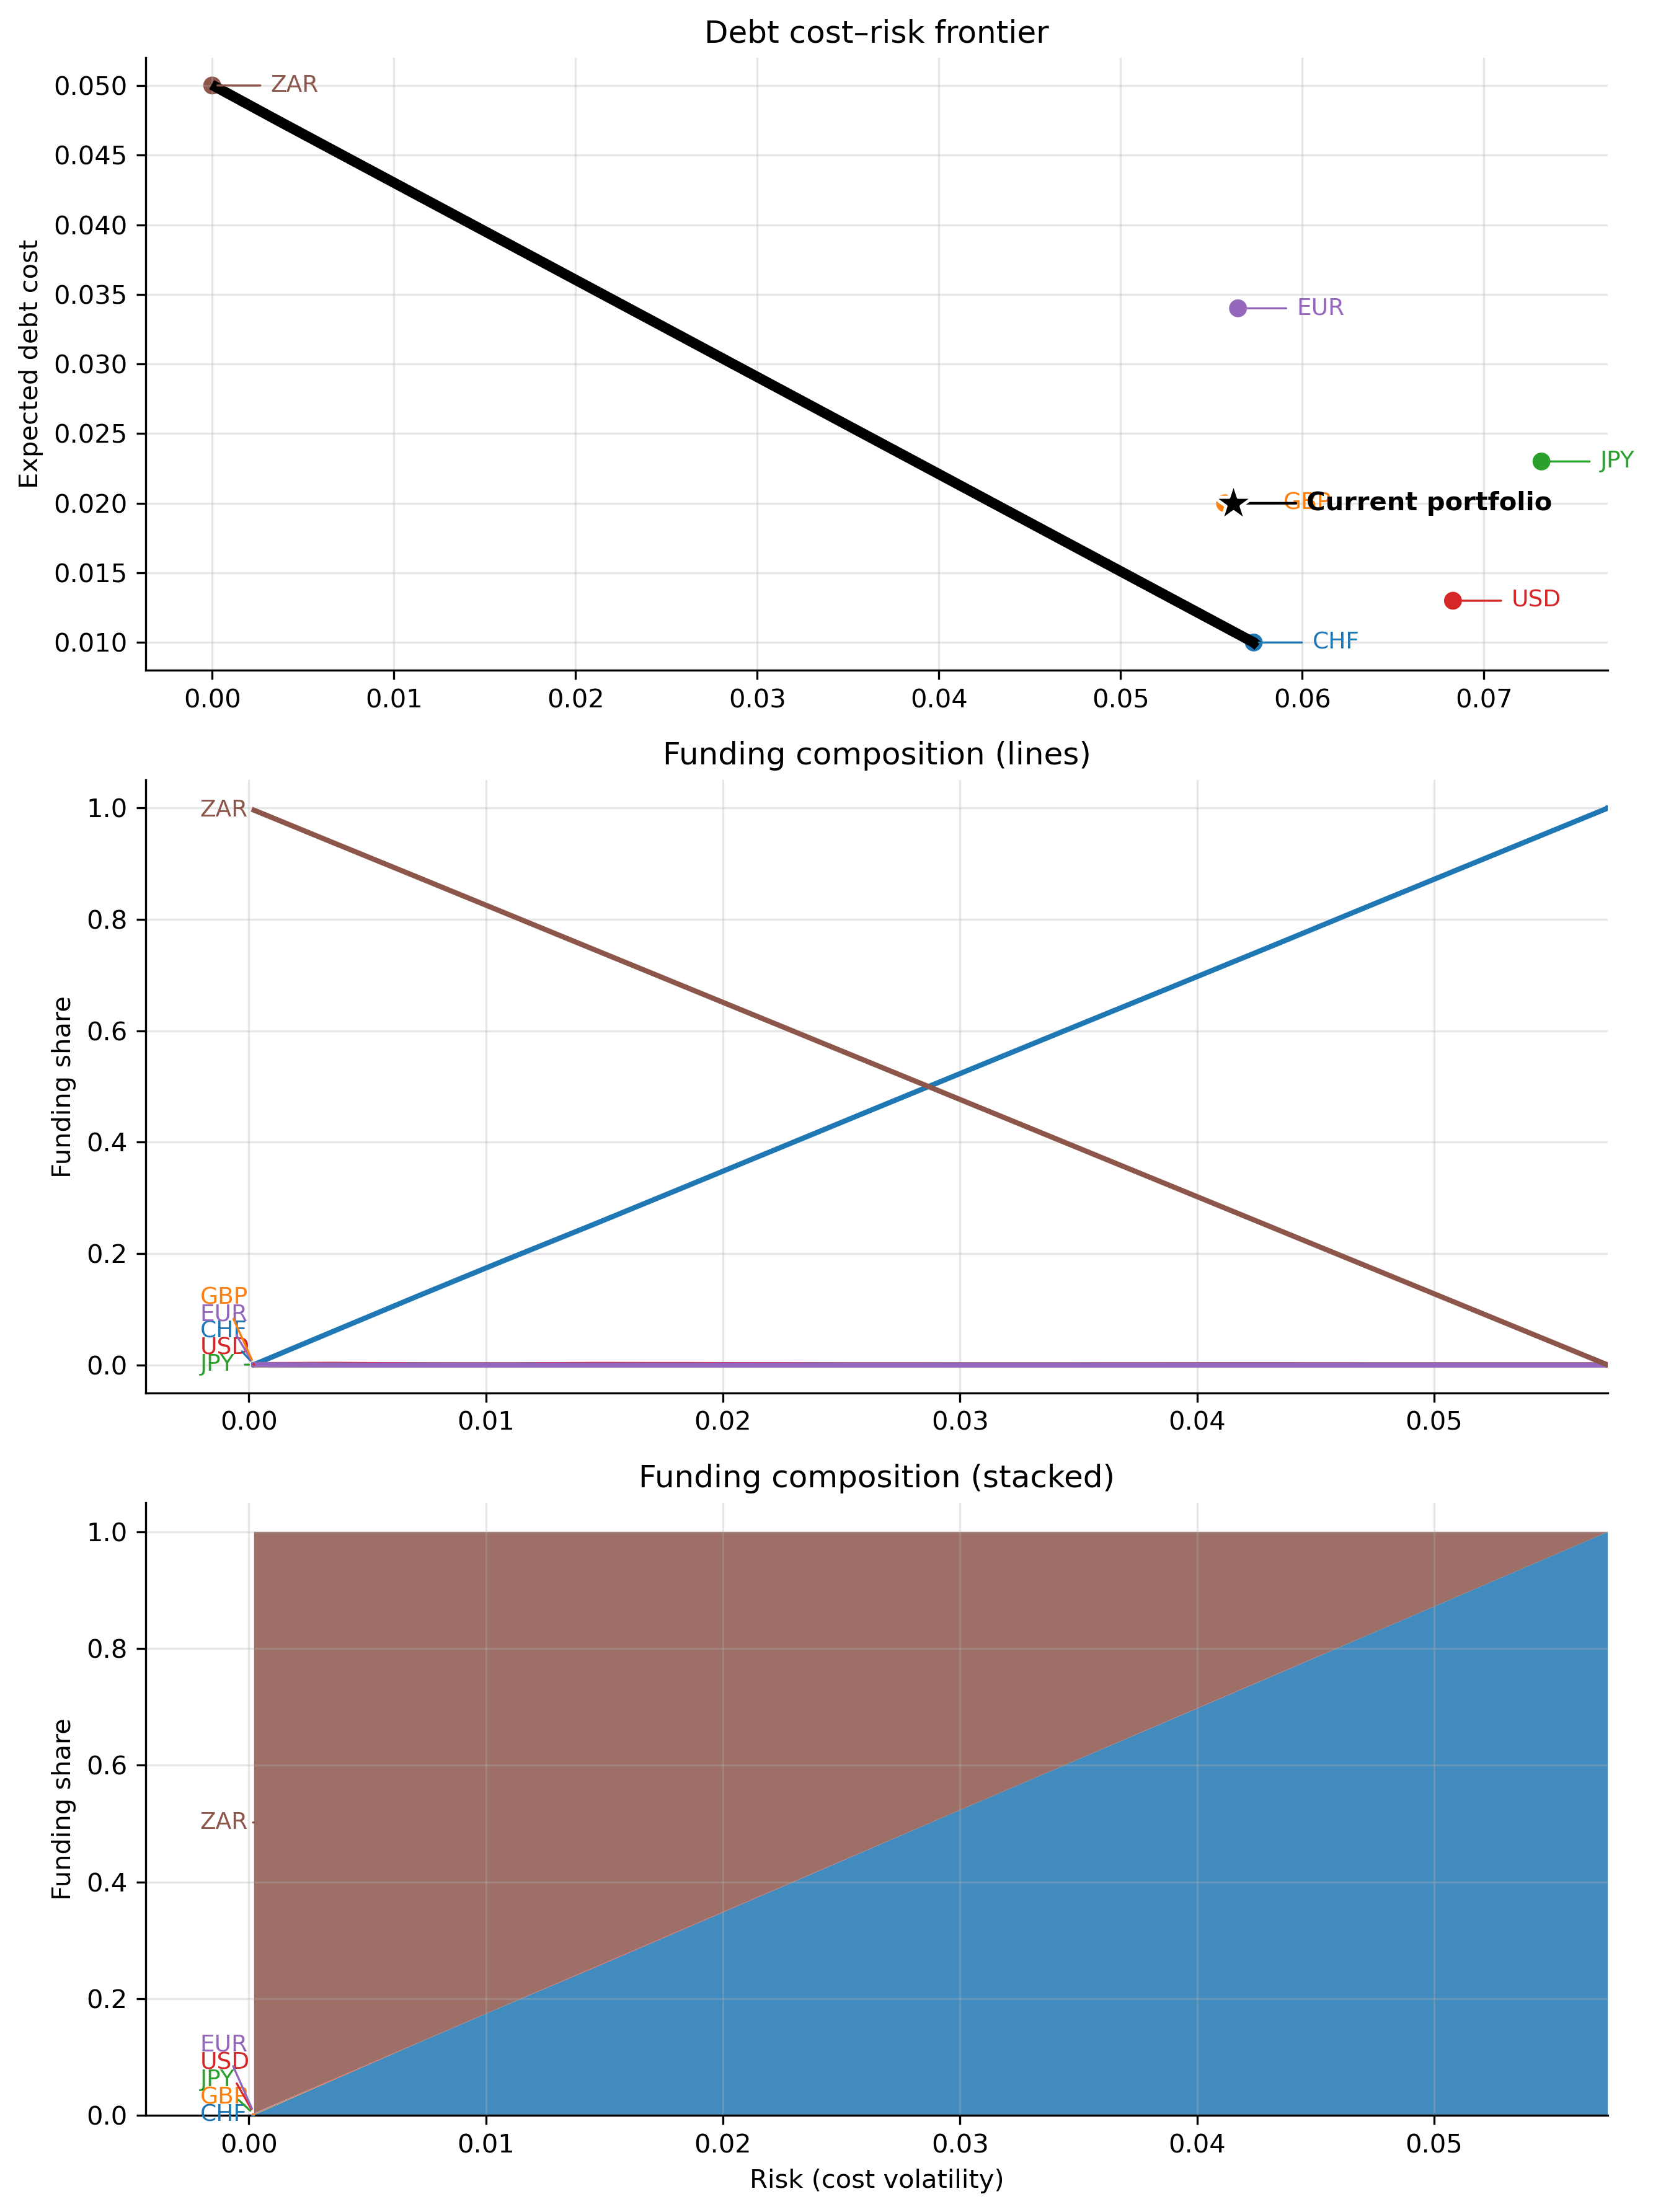 Debt cost–risk frontier
Expected debt cost
0.050
0.045
0.040
0.035
0.030
0.025
0.020
0.015
0.010
ZAR
EUR
JPY
GBP
Current portfolio
USD
CHF
0.00 0.01 0.02 0.03 0.04 0.05 0.06 0.07
Funding composition (lines)
Funding share
1.0
0.8
0.6
0.4
0.2
0.0
ZAR
GBP
EUR
CHF
USD
JPY
0.00 0.01 0.02 0.03 0.04 0.05
Funding composition (stacked)
Funding share
1.0
0.8
0.6
0.4
0.2
0.0
ZAR
EUR
USD
JPY
GBP
CHF
0.00 0.01 0.02 0.03 0.04 0.05
Risk (cost volatility)